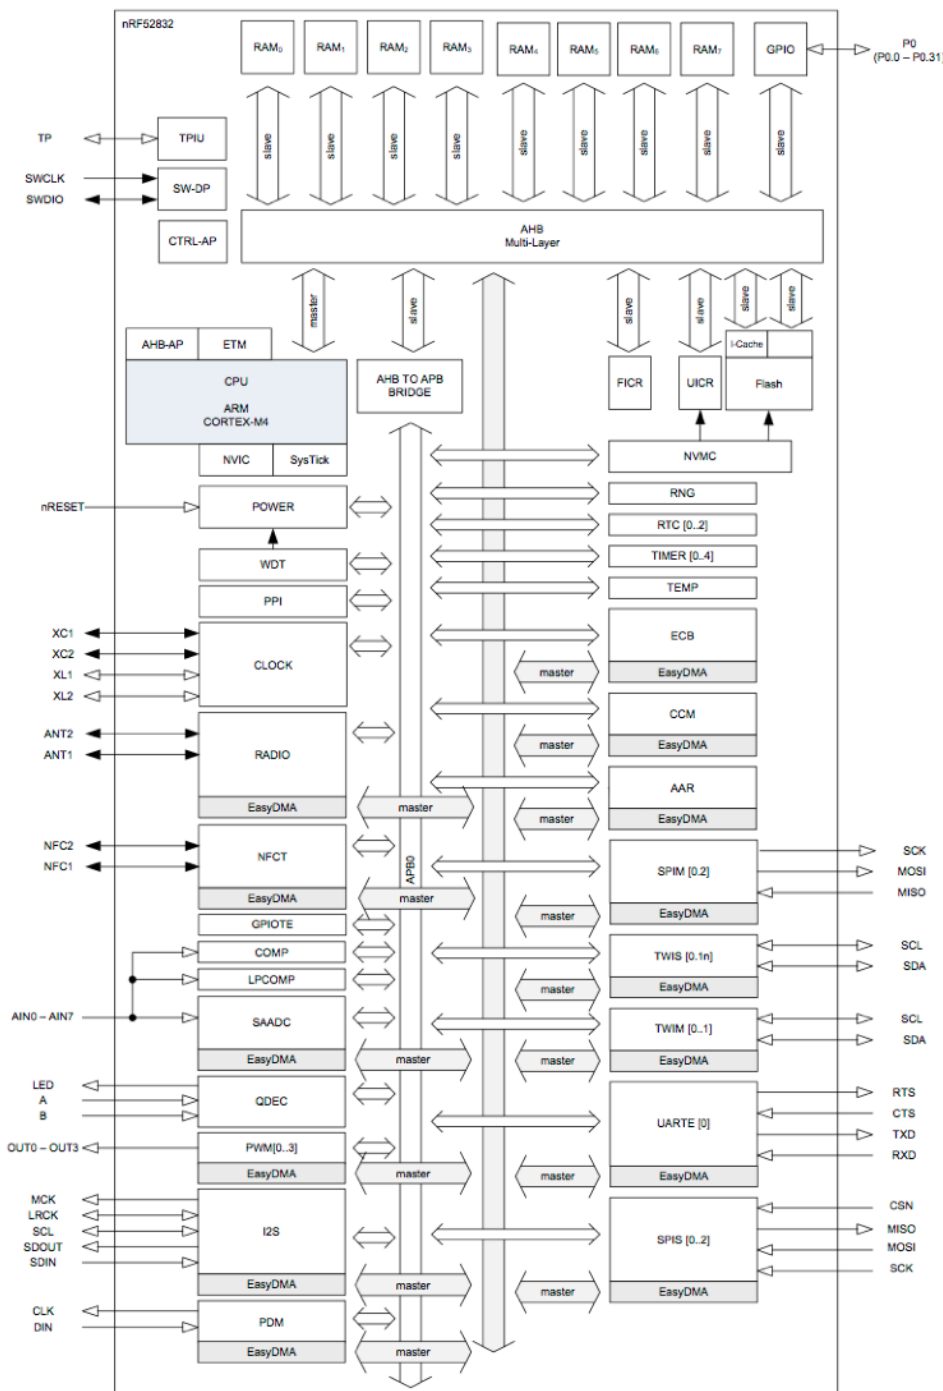 nRF52832
RAM0 RAM1 RAM2 RAM3 RAM4 RAM5 RAM6 RAM7 GPIO
P0
(P0.0 – P0.31)
slave slave slave slave slave slave slave slave slave
TP TPIU
SWCLK
SW-DP
SWDIO
CTRL-AP
AHB
Multi-Layer
master slave slave slave slave slave
AHB-AP ETM
I-Cache
CPU
ARM
CORTEX-M4
AHB TO APB
BRIDGE
FICR UICR Flash
NVIC SysTick
NVMC
nRESET POWER
RNG
RTC [0..2]
WDT
TIMER [0..4]
PPI
TEMP
XC1
XC2
XL1
XL2
CLOCK
ECB
master EasyDMA
ANT2
ANT1
RADIO
CCM
master EasyDMA
EasyDMA master
AAR
master EasyDMA
NFC2
NFC1
NFCT
APB0
EasyDMA master
SPIM [0.2]
SCK
MOSI
MISO
master EasyDMA
GPIOTE
COMP
LPCOMP
AIN0 – AIN7 SAADC
EasyDMA master
TWIS [0.1n]
SCL
SDA
master EasyDMA
TWIM [0..1]
SCL
SDA
master EasyDMA
LED
A
B
QDEC
UARTE [0]
RTS
CTS
TXD
RXD
master EasyDMA
OUT0 – OUT3 PWM[0..3]
EasyDMA master
MCK
LRCK
SCL
SDOUT
SDIN
I2S
EasyDMA master
SPIS [0..2]
CSN
MISO
MOSI
SCK
master EasyDMA
CLK
DIN
PDM
EasyDMA master